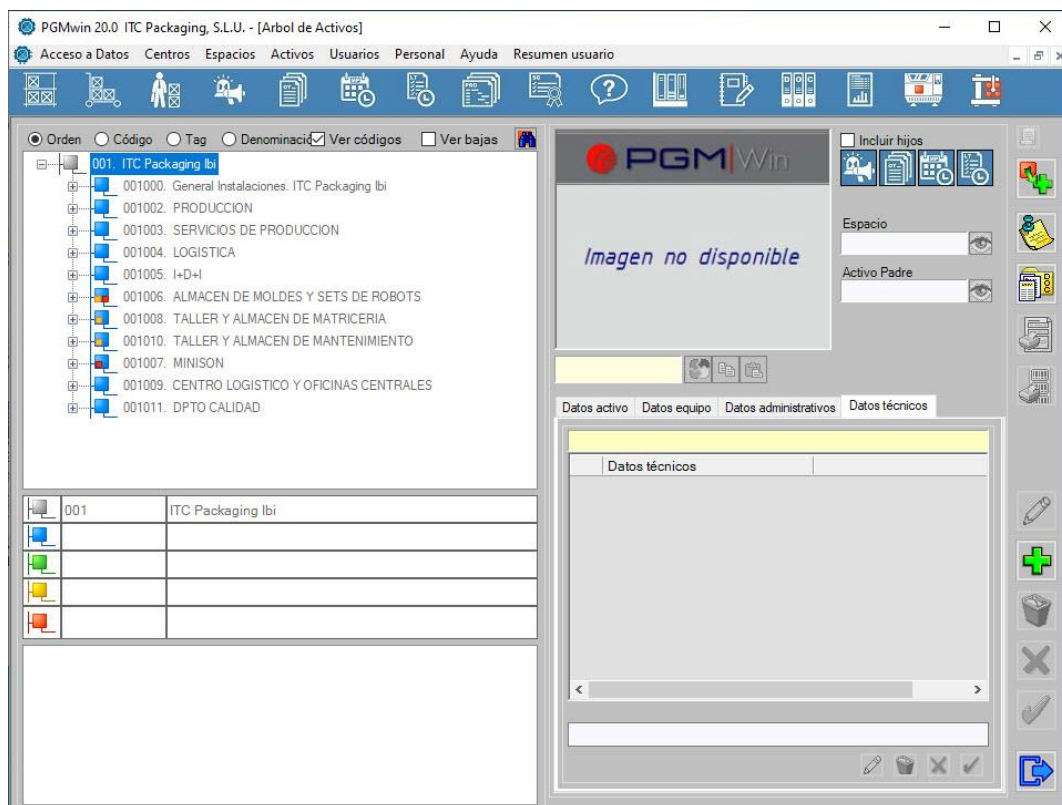 PGMwin 20.0 ITC Packaging, S.L.U. - [Arbol de Activos]
Acceso a Datos Centros Espacios Activos Usuarios Personal Ayuda Resumen usuario
Orden Código Tag Denominació Ver códigos Ver bajas
001. ITC Packaging Ibi
001000. General Instalaciones. ITC Packaging Ibi
001002. PRODUCCION
001003. SERVICIOS DE PRODUCCION
001004. LOGISTICA
001005. I+D+I
001006. ALMACEN DE MOLDES Y SETS DE ROBOTS
001008. TALLER Y ALMACEN DE MATRICERIA
001010. TALLER Y ALMACEN DE MANTENIMIENTO
001007. MINISON
001009. CENTRO LOGISTICO Y OFICINAS CENTRALES
001011. DPTO CALIDAD
001 ITC Packaging Ibi
PGM Win
Imagen no disponible
Incluir hijos
Espacio
Activo Padre
Datos activo Datos equipo Datos administrativos Datos técnicos
Datos técnicos